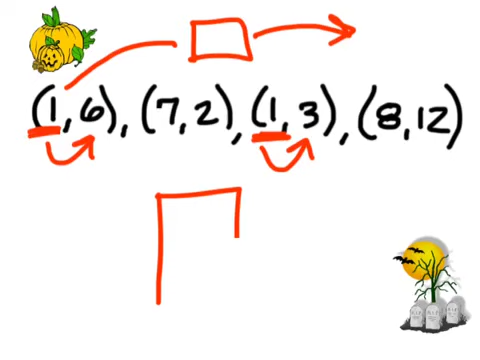 (1,6), (7,2), (1,3), (8,12)